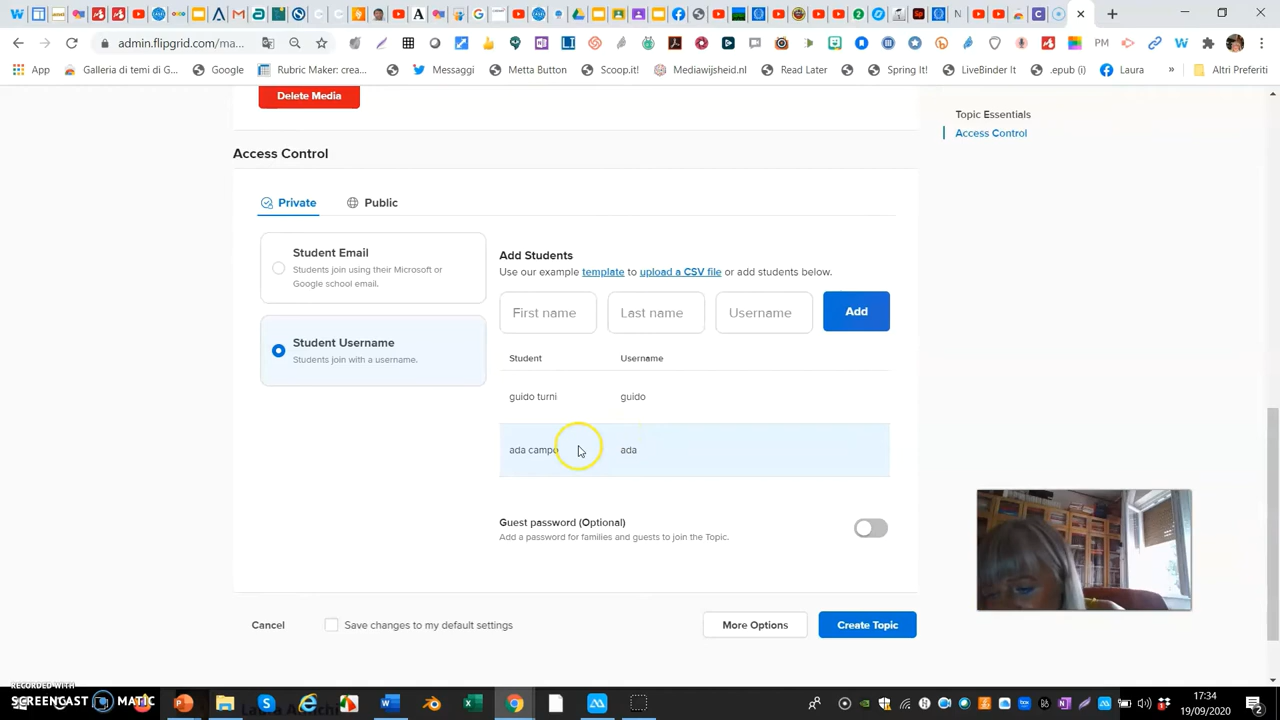 admin.flipgrid.com/ma...
PM
App
Galleria di temi di G...
Google
Rubric Maker: crea...
Messaggi
Metta Button
Scoop.it!
Mediawijsheid.nl
Read Later
Spring It!
LiveBinder It
.epub (i)
Laura
»
Altri Preferiti
Delete Media
Topic Essentials
Access Control
Access Control
Private
Public
Student Email
Students join using their Microsoft or
Google school email.
Student Username
Students join with a username.
Add Students
Use our example template to upload a CSV file or add students below.
First name
Last name
Username
Add
Student
Username
guido turni
guido
ada campo
ada
Guest password (Optional)
Add a password for families and guests to join the Topic.
Cancel
Save changes to my default settings
More Options
Create Topic
RECORDED WITH
SCREENCAST MATIC
17:34
19/09/2020